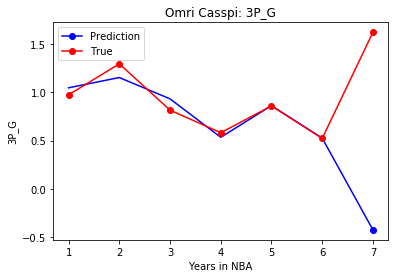 Omri Casspi: 3P_G
Prediction
True
1.5
1.0
0.5
0.0
−0.5
3P_G
1 2 3 4 5 6 7
Years in NBA